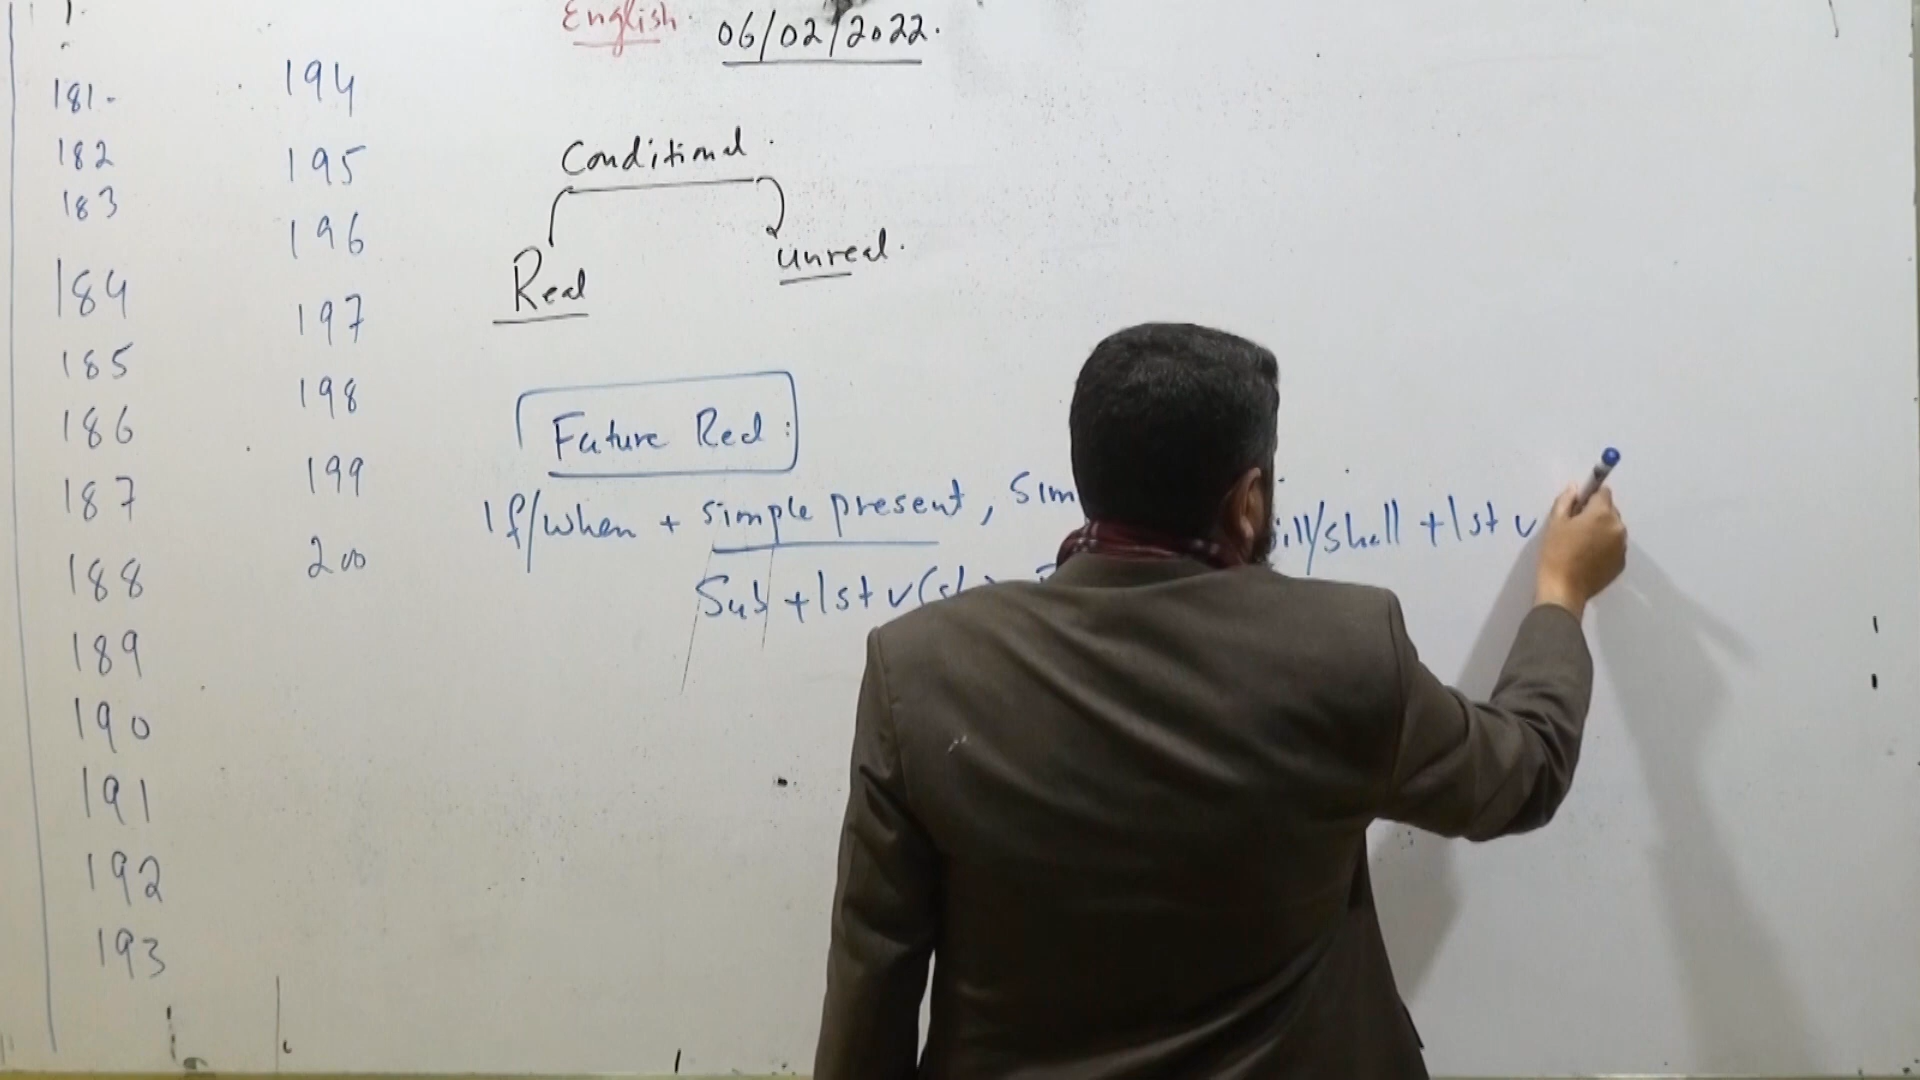 English. 06/02/2022.
181.
182
183
184
185
186
187
188
189
190
191
192
193
194
195
196
197
198
199
200
Conditional.
Real
unreal.
Future Real:
If/when + simple present, Sim ill/shall + 1st v
Sub + 1st v(s